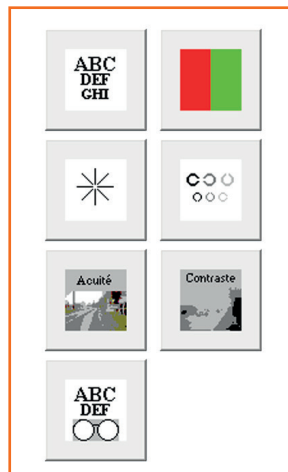 ABC
DEF
GHI
Acuité
Contraste
ABC
DEF